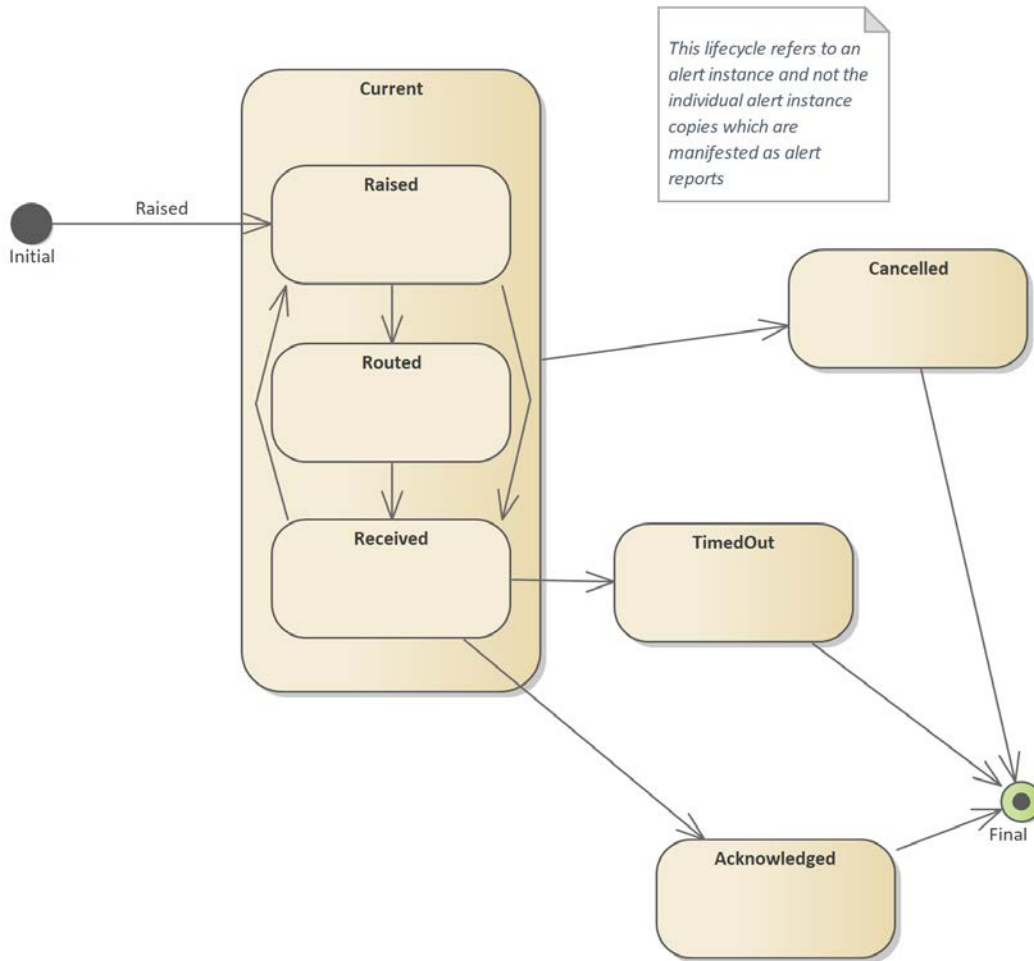 This lifecycle refers to an
alert instance and not the
individual alert instance
copies which are
manifested as alert
reports
Current
Raised
Raised
Initial
Cancelled
Routed
Received
TimedOut
Final
Acknowledged